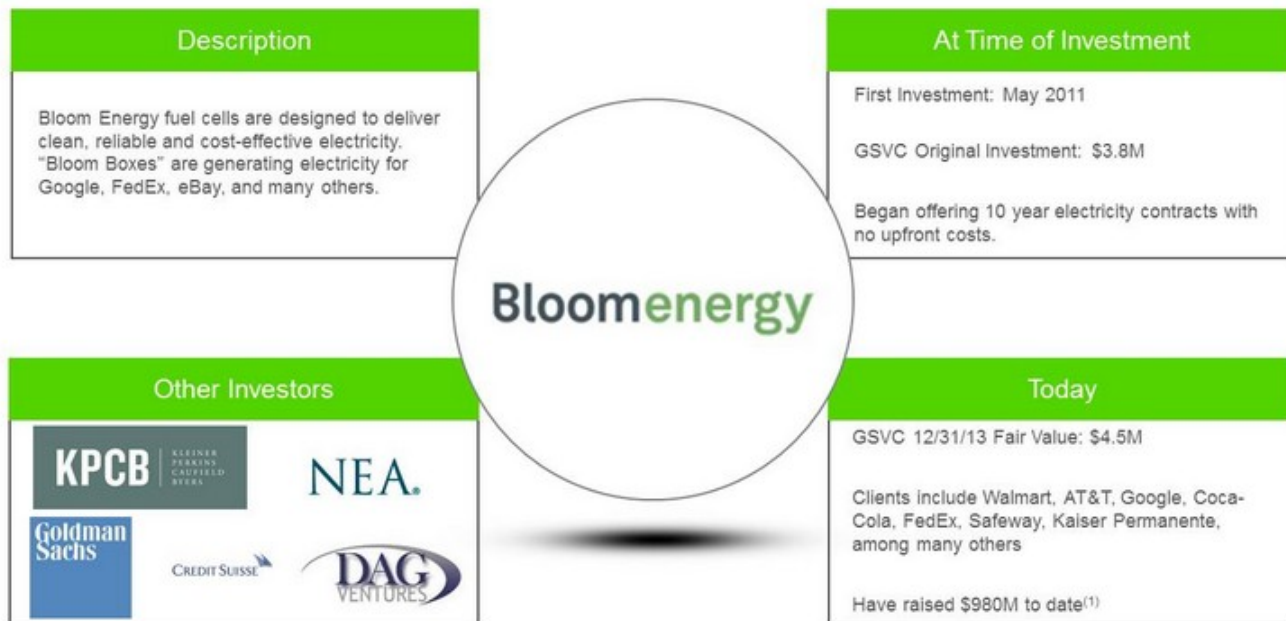 Description
Bloom Energy fuel cells are designed to deliver
clean, reliable and cost-effective electricity.
“Bloom Boxes” are generating electricity for
Google, FedEx, eBay, and many others.
At Time of Investment
First Investment: May 2011
GSVC Original Investment: $3.8M
Began offering 10 year electricity contracts with
no upfront costs.
Bloomenergy
Other Investors
KPCB
KLEINER
PERKINS
CAUFIELD
BYERS
NEA®
Goldman
Sachs
CREDIT SUISSE
DAG
VENTURES
Today
GSVC 12/31/13 Fair Value: $4.5M
Clients include Walmart, AT&T, Google, Coca-
Cola, FedEx, Safeway, Kaiser Permanente,
among many others
Have raised $980M to date(1)